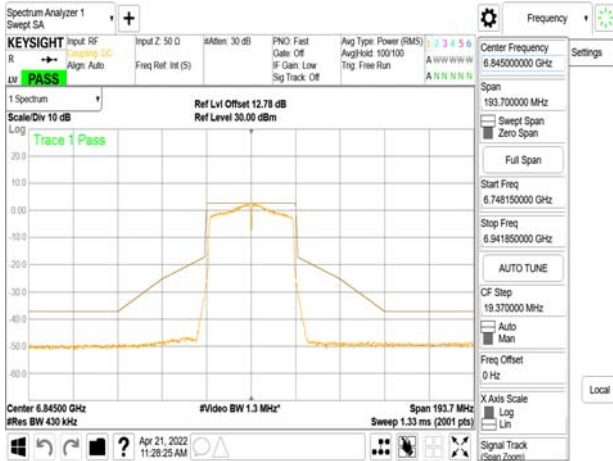 Spectrum Analyzer 1
Swept SA
+
Frequency
KEYSIGHT
R
LU PASS
Input: RF
Coupling: DC
Align: Auto
Input Z: 50 Ω
Freq Ref: Int (S)
#Atten: 30 dB
PNO: Fast
Gate: Off
IF Gain: Low
Sig Track: Off
Avg Type: Power (RMS)
Avg|Hold: 100/100
Trig: Free Run
1 2 3 4 5 6
A W W W W W
A N N N N N
1 Spectrum
Scale/Div 10 dB
Ref Lvl Offset 12.78 dB
Ref Level 30.00 dBm
Log
Trace 1 Pass
20.0
10.0
0.00
-10.0
-20.0
-30.0
-40.0
-50.0
-60.0
Center 6.84500 GHz
#Res BW 430 kHz
#Video BW 1.3 MHz*
Span 193.7 MHz
Sweep 1.33 ms (2001 pts)
Apr 21, 2022
11:28:25 AM
?
Center Frequency
6.845000000 GHz
Span
193.700000 MHz
Swept Span
Zero Span
Full Span
Start Freq
6.748150000 GHz
Stop Freq
6.941850000 GHz
AUTO TUNE
CF Step
19.370000 MHz
Auto
Man
Freq Offset
0 Hz
X Axis Scale
Log
Lin
Signal Track
(Span Zoom)
Settings
Local